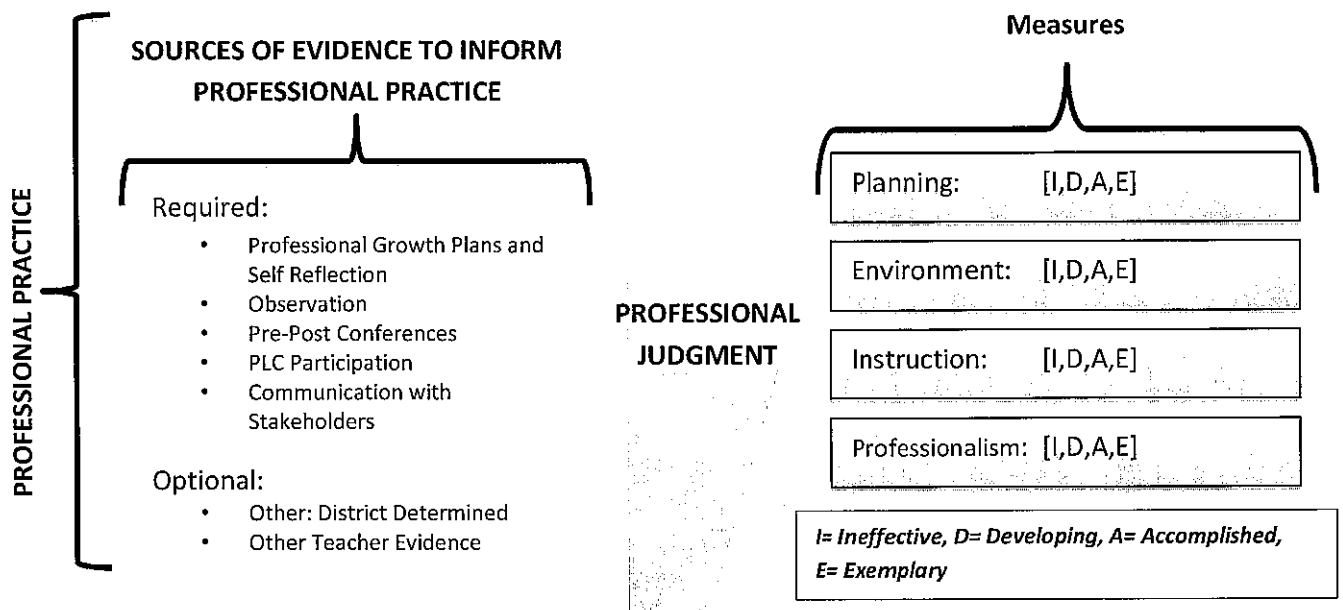 PROFESSIONAL PRACTICE
SOURCES OF EVIDENCE TO INFORM
PROFESSIONAL PRACTICE
Required:
• Professional Growth Plans and
Self Reflection
• Observation
• Pre-Post Conferences
• PLC Participation
• Communication with
Stakeholders
Optional:
• Other: District Determined
• Other Teacher Evidence
PROFESSIONAL
JUDGMENT
Measures
Planning: [I,D,A,E]
Environment: [I,D,A,E]
Instruction: [I,D,A,E]
Professionalism: [I,D,A,E]
I= Ineffective, D= Developing, A= Accomplished,
E= Exemplary